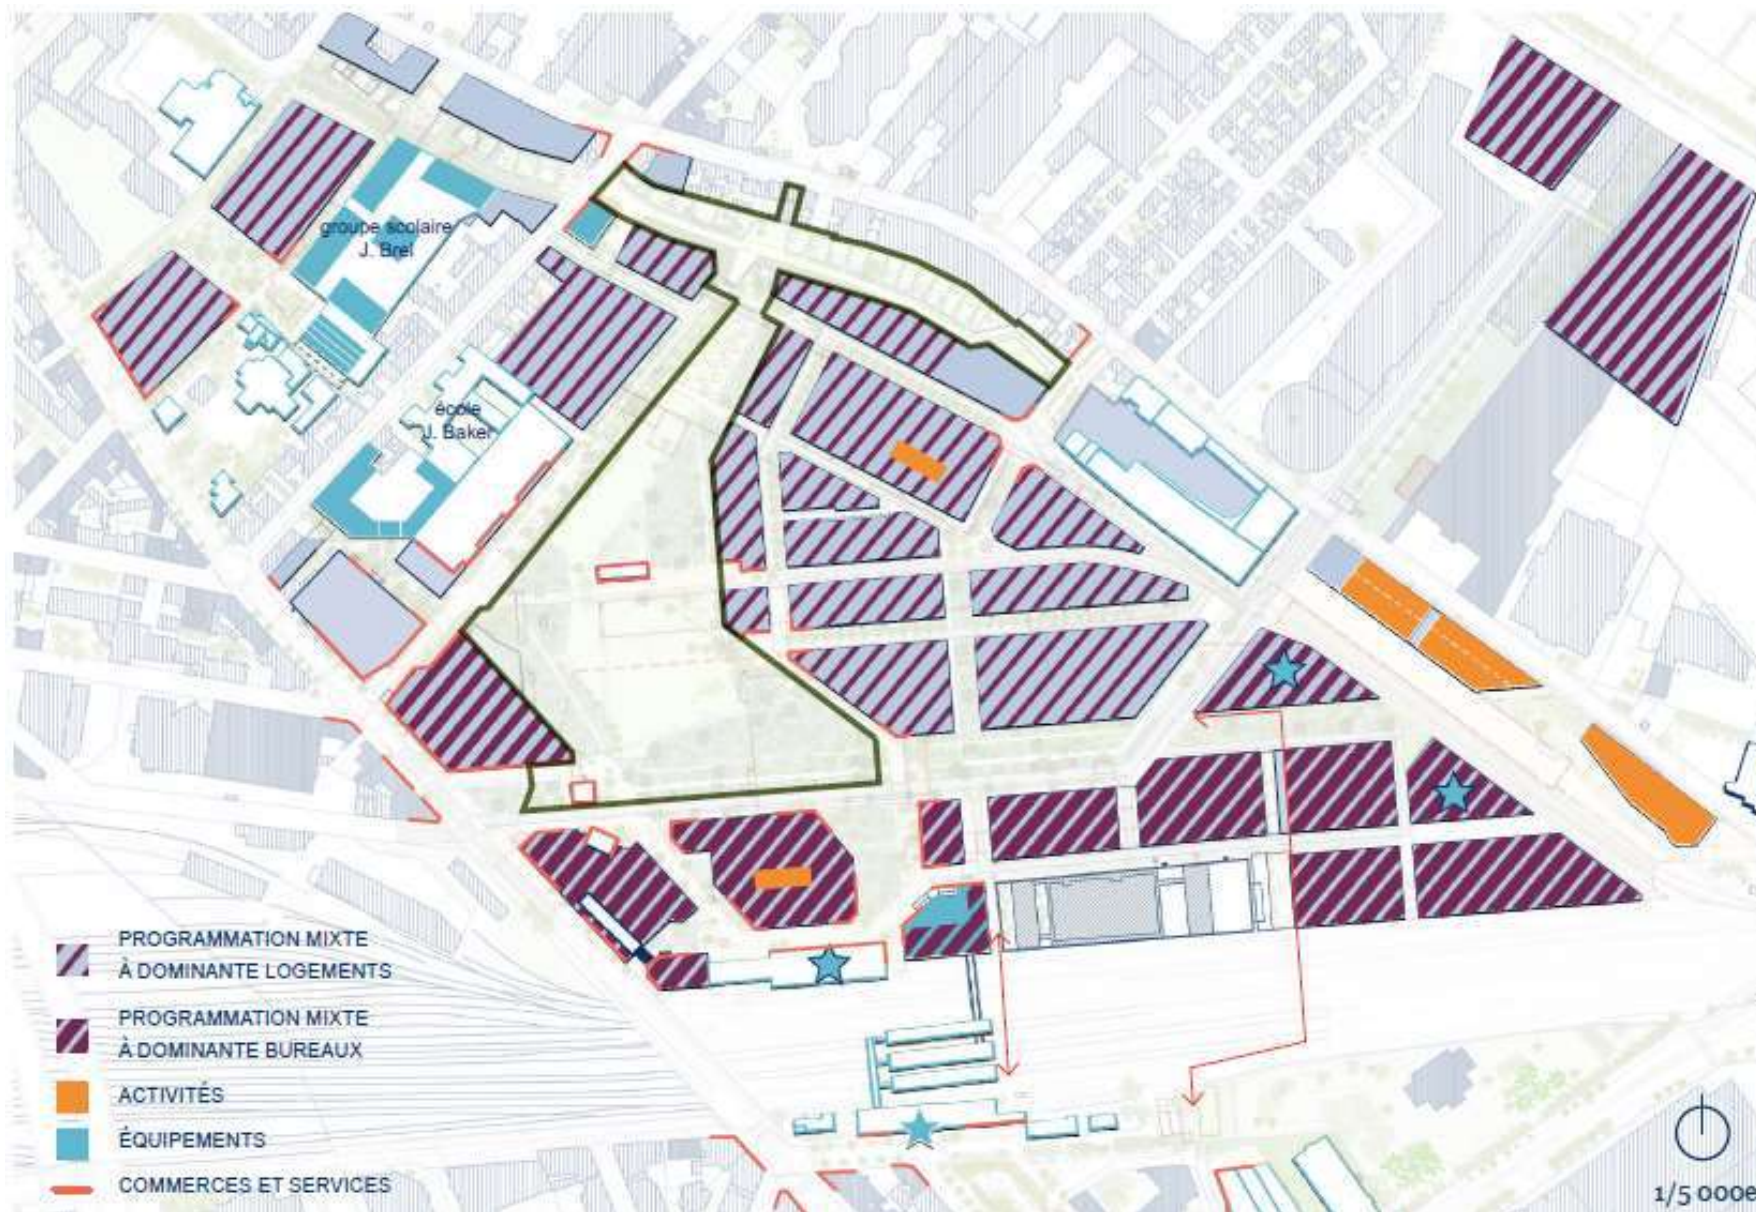 groupe scolaire
J. Brel
école
J. Baker
PROGRAMMATION MIXTE
À DOMINANTE LOGEMENTS
PROGRAMMATION MIXTE
À DOMINANTE BUREAUX
ACTIVITÉS
ÉQUIPEMENTS
COMMERCES ET SERVICES
1/5 000e